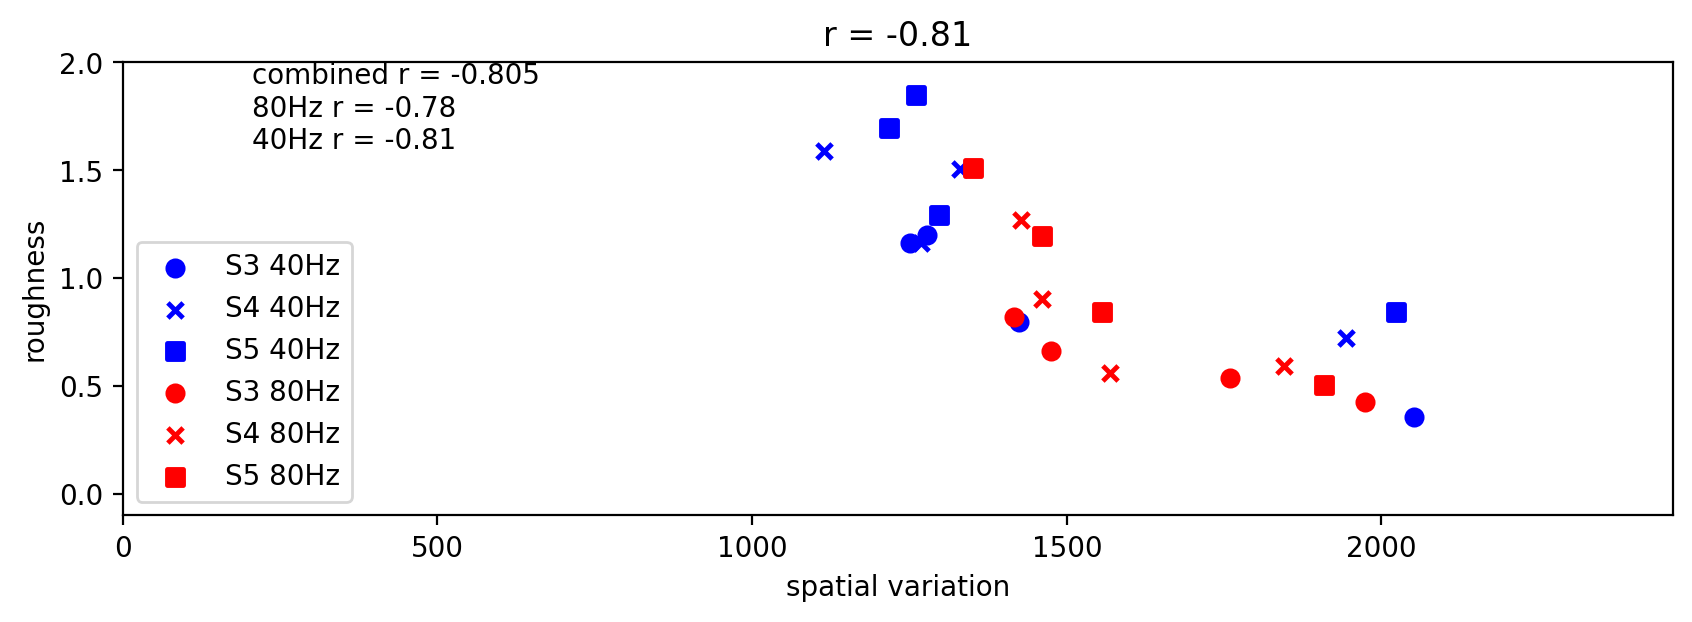 r = -0.81
combined r = -0.805
80Hz r = -0.78
40Hz r = -0.81
2.0
1.5
1.0
0.5
0.0
roughness
S3 40Hz
S4 40Hz
S5 40Hz
S3 80Hz
S4 80Hz
S5 80Hz
0 500 1000 1500 2000
spatial variation